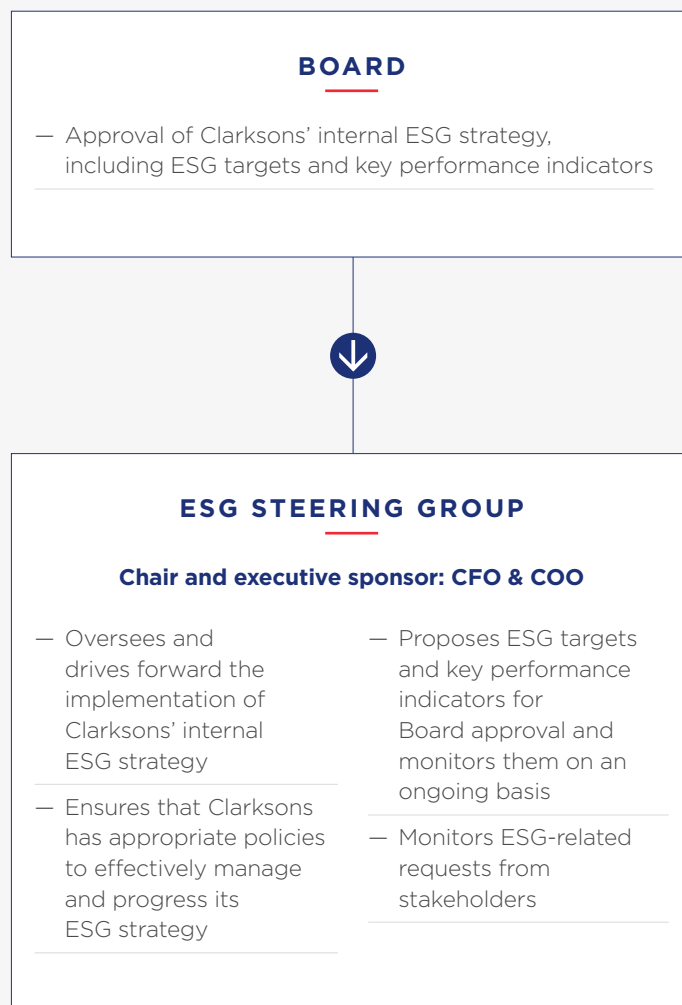 BOARD
— Approval of Clarksons’ internal ESG strategy,
including ESG targets and key performance indicators
ESG STEERING GROUP
Chair and executive sponsor: CFO & COO
— Oversees and
drives forward the
implementation of
Clarksons’ internal
ESG strategy
— Ensures that Clarksons
has appropriate policies
to effectively manage
and progress its
ESG strategy
— Proposes ESG targets
and key performance
indicators for
Board approval and
monitors them on an
ongoing basis
— Monitors ESG-related
requests from
stakeholders